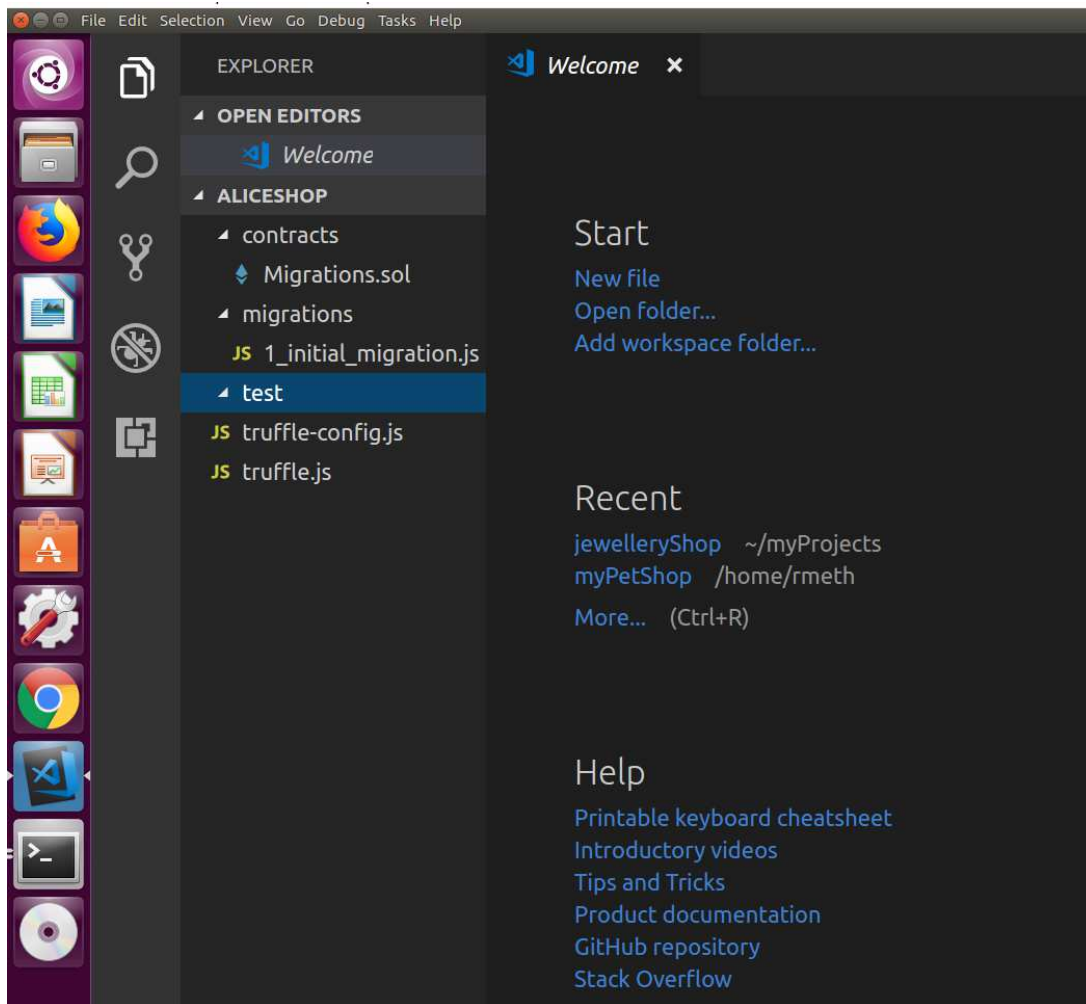 File Edit Selection View Go Debug Tasks Help
EXPLORER
OPEN EDITORS
Welcome
ALICESHOP
contracts
Migrations.sol
migrations
JS 1_initial_migration.js
test
JS truffle-config.js
JS truffle.js
Welcome ×
Start
New file
Open folder...
Add workspace folder...
Recent
jewelleryShop ~/myProjects
myPetShop /home/rmeth
More... (Ctrl+R)
Help
Printable keyboard cheatsheet
Introductory videos
Tips and Tricks
Product documentation
GitHub repository
Stack Overflow